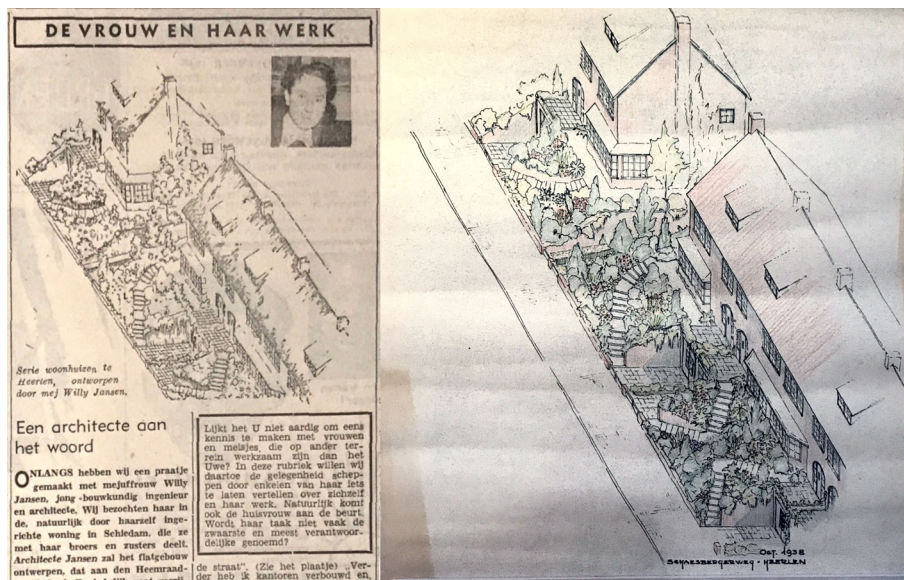 DE VROUW EN HAAR WERK
Serie woonhuizen te
Heerlen, ontworpen
door mej Willy Jansen.
Een architecte aan
het woord
ONLANGS hebben wij een praatje
gemaakt met mejuffrouw Willy
Jansen, jong bouwkundig ingenieur
en architecte. Wij bezochten haar in
de, natuurlijk door haarzelf inge-
richte woning in Schiedam, die ze
met haar broers en zusters deelt.
Architecte Jansen zal het flatgebouw
ontwerpen, dat aan den Heemraad-
Lijkt het U niet aardig om eens
kennis te maken met vrouwen
en meisjes, die op ander ter-
rein werkzaam zijn dan het
Uwe? In deze rubriek willen wij
daartoe de gelegenheid schep-
pen door enkelen van haar iets
te laten vertellen over zichzelf
en haar werk. Natuurlijk komt
ook de huisvrouw aan de beurt.
Wordt haar taak niet vaak de
zwaarste en meest verantwoor-
delijke genoemd?
de straat". (Zie het plaatje) „Ver-
der heb ik kantoren verbouwd en,
Oct. 1938
SCHAESBERGERWEG - HEERLEN